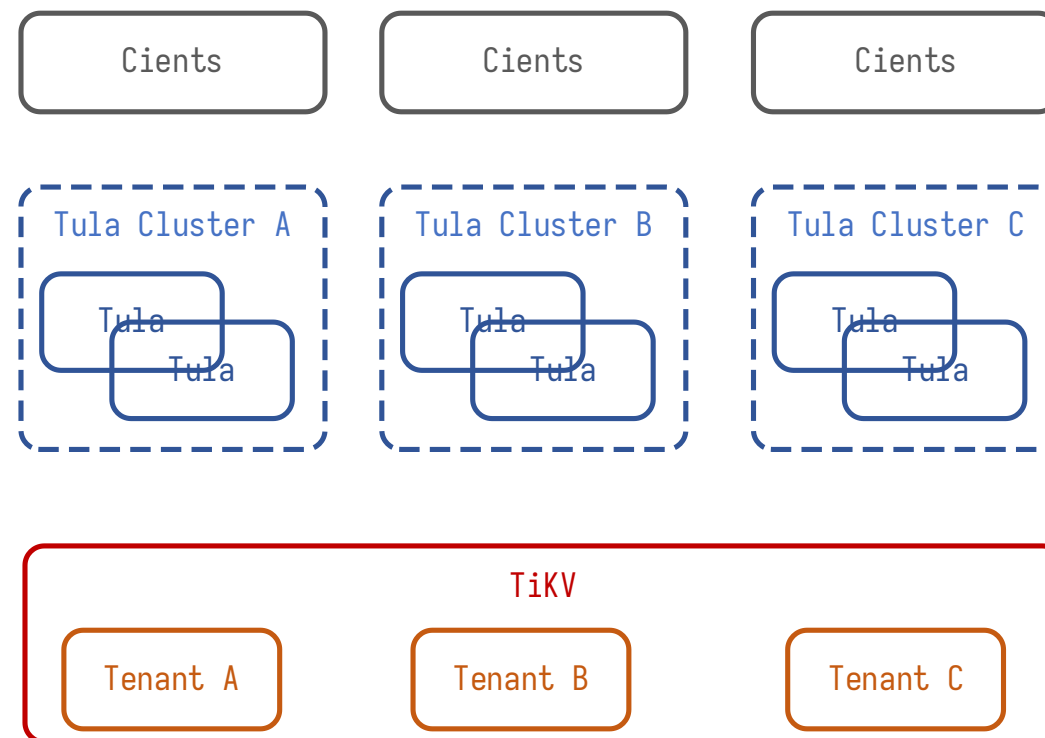 Cients
Cients
Cients
Tula Cluster A
Tula Cluster B
Tula Cluster C
Tula
Tula
Tula
Tula
Tula
Tula
TiKV
Tenant A
Tenant B
Tenant C